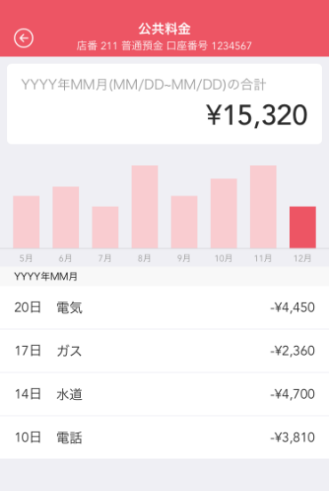 公共料金
店番 211 普通預金 口座番号 1234567
YYYY年MM月(MM/DD~MM/DD)の合計
¥15,320
5月 6月 7月 8月 9月 10月 11月 12月
YYYY年MM月
20日 電気 -¥4,450
17日 ガス -¥2,360
14日 水道 -¥4,700
10日 電話 -¥3,810